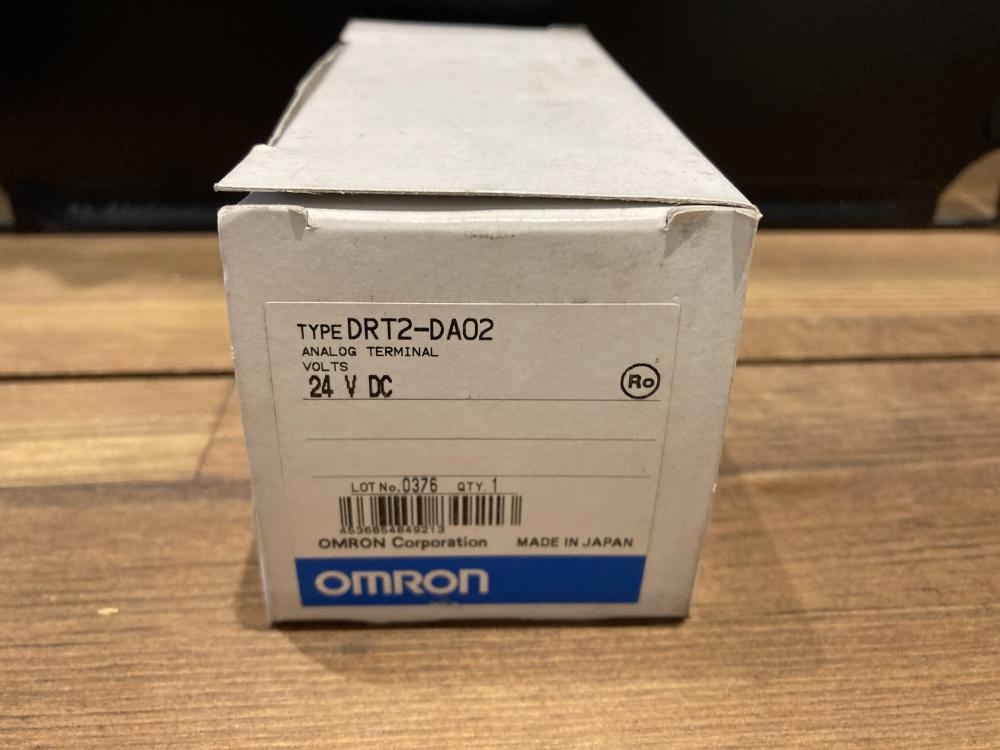 TYPE DRT2-DA02
ANALOG TERMINAL
VOLTS
24 V DC
Ro
LOT No. 0376 QTY. 1
4536854849213
OMRON Corporation MADE IN JAPAN
OMRON